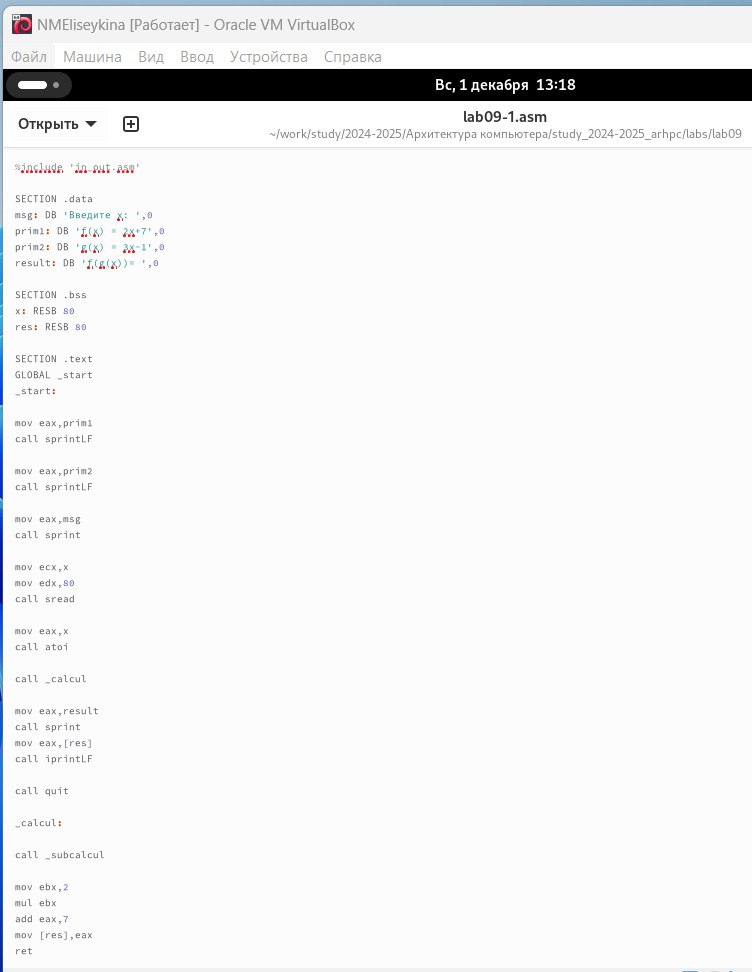 NMEliseykina [Работает] - Oracle VM VirtualBox
Файл Машина Вид Ввод Устройства Справка
Вс, 1 декабря 13:18
Открыть
lab09-1.asm
~/work/study/2024-2025/Архитектура компьютера/study_2024-2025_arhpc/labs/lab09
%include 'in_out.asm'
SECTION .data
msg: DB 'Введите x: ',0
prim1: DB 'f(x) = 2x+7',0
prim2: DB 'g(x) = 3x-1',0
result: DB 'f(g(x))= ',0
SECTION .bss
x: RESB 80
res: RESB 80
SECTION .text
GLOBAL _start
_start:
mov eax,prim1
call sprintLF
mov eax,prim2
call sprintLF
mov eax,msg
call sprint
mov ecx,x
mov edx,80
call sread
mov eax,x
call atoi
call _calcul
mov eax,result
call sprint
mov eax,[res]
call iprintLF
call quit
_calcul:
call _subcalcul
mov ebx,2
mul ebx
add eax,7
mov [res],eax
ret